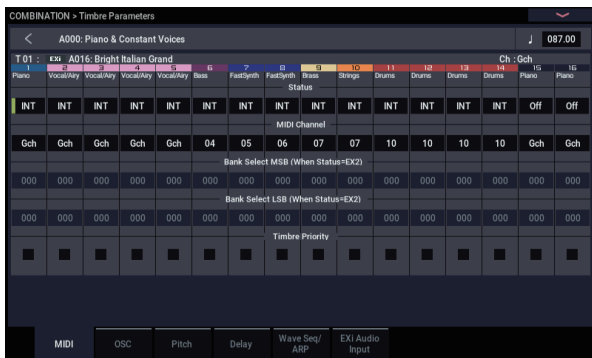 COMBINATION > Timbre Parameters
A000: Piano & Constant Voices ♩ 087.00
T01 : EXi A016: Bright Italian Grand Ch : Gch
1 2 3 4 5 6 7 8 9 10 11 12 13 14 15 16
Piano Vocal/Airy Vocal/Airy Vocal/Airy Vocal/Airy Bass FastSynth FastSynth Brass Strings Drums Drums Drums Drums Piano Piano
Status
INT INT INT INT INT INT INT INT INT INT INT INT INT INT Off Off
MIDI Channel
Gch Gch Gch Gch Gch 04 05 06 07 07 10 10 10 10 Gch Gch
Bank Select MSB (When Status=EX2)
000 000 000 000 000 000 000 000 000 000 000 000 000 000 000 000
Bank Select LSB (When Status=EX2)
000 000 000 000 000 000 000 000 000 000 000 000 000 000 000 000
Timbre Priority
MIDI OSC Pitch Delay Wave Seq/ EXi Audio
ARP Input